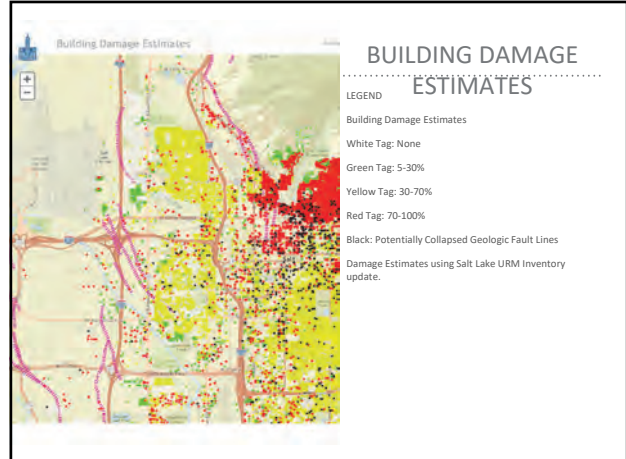 Building Damage Estimates
+
−
BUILDING DAMAGE
ESTIMATES
LEGEND
Building Damage Estimates
White Tag: None
Green Tag: 5-30%
Yellow Tag: 30-70%
Red Tag: 70-100%
Black: Potentially Collapsed Geologic Fault Lines
Damage Estimates using Salt Lake URM Inventory
update.